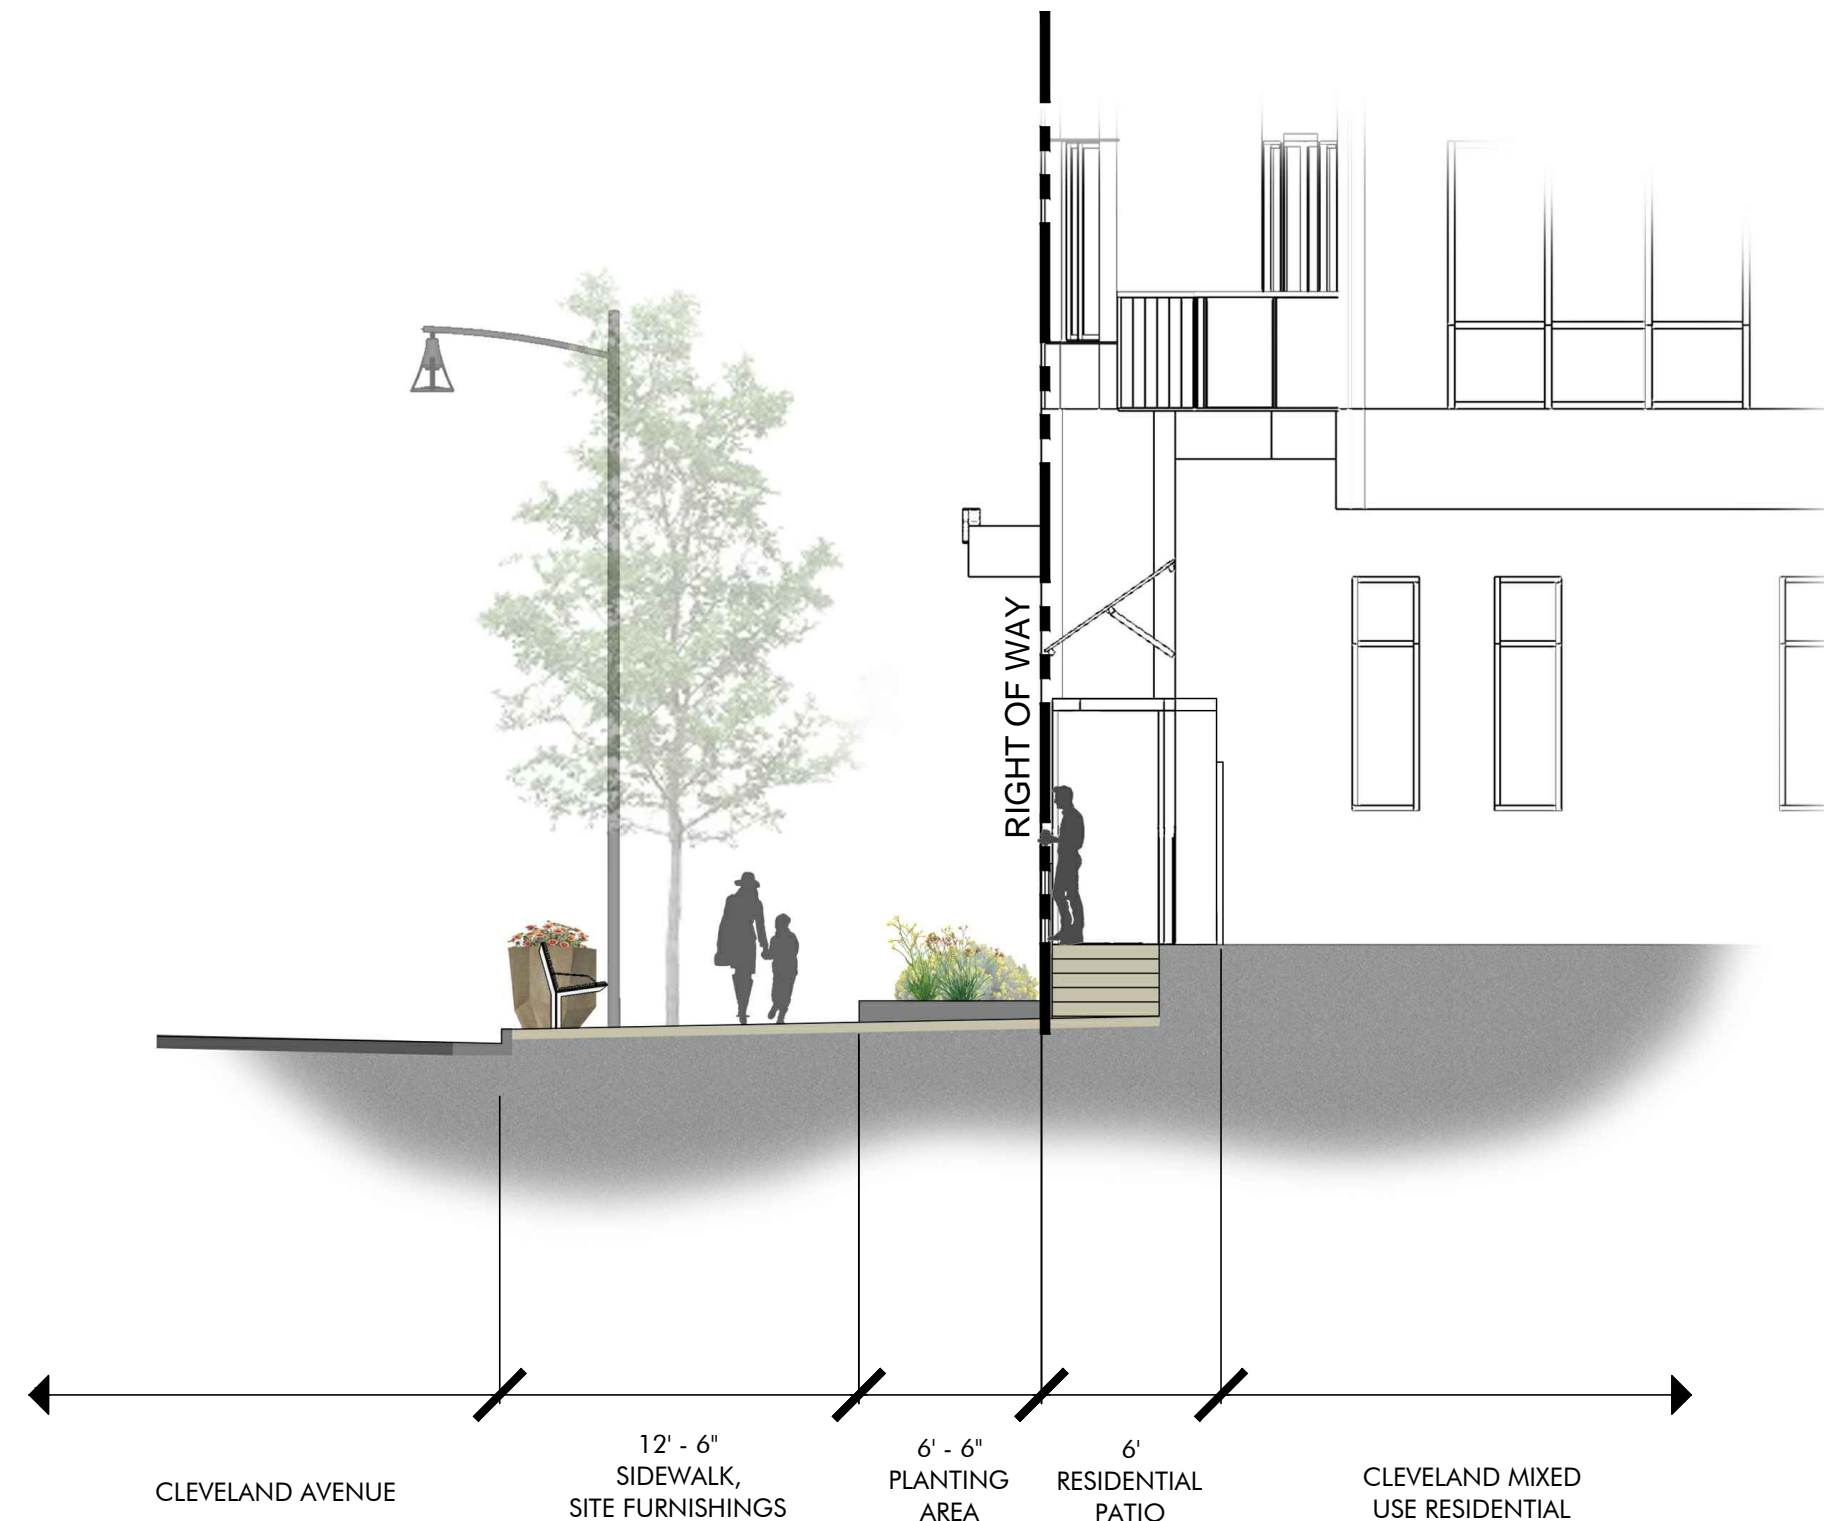 RIGHT OF WAY
CLEVELAND AVENUE
12' - 6"
SIDEWALK,
SITE FURNISHINGS
6' - 6"
PLANTING
AREA
6'
RESIDENTIAL
PATIO
CLEVELAND MIXED
USE RESIDENTIAL